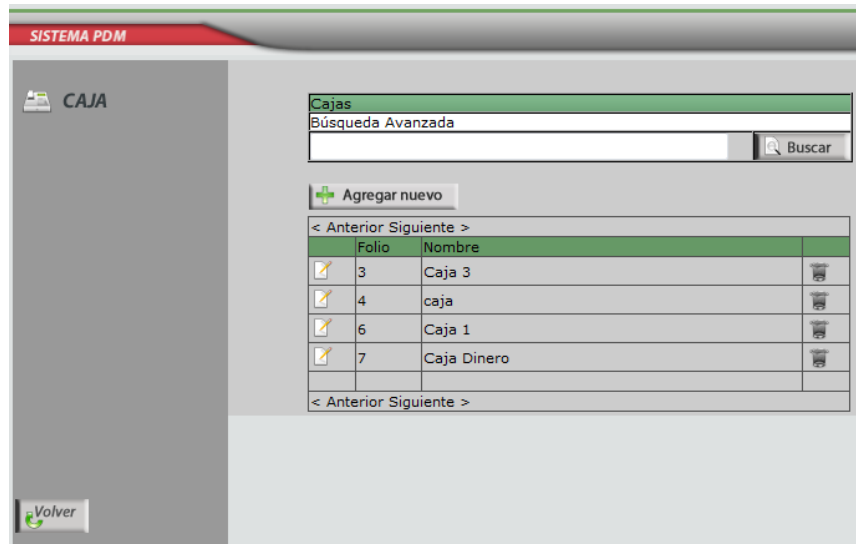 SISTEMA PDM
CAJA
Cajas
Búsqueda Avanzada
Buscar
Agregar nuevo
< Anterior Siguiente >
Folio Nombre
3 Caja 3
4 caja
6 Caja 1
7 Caja Dinero
< Anterior Siguiente >
Volver